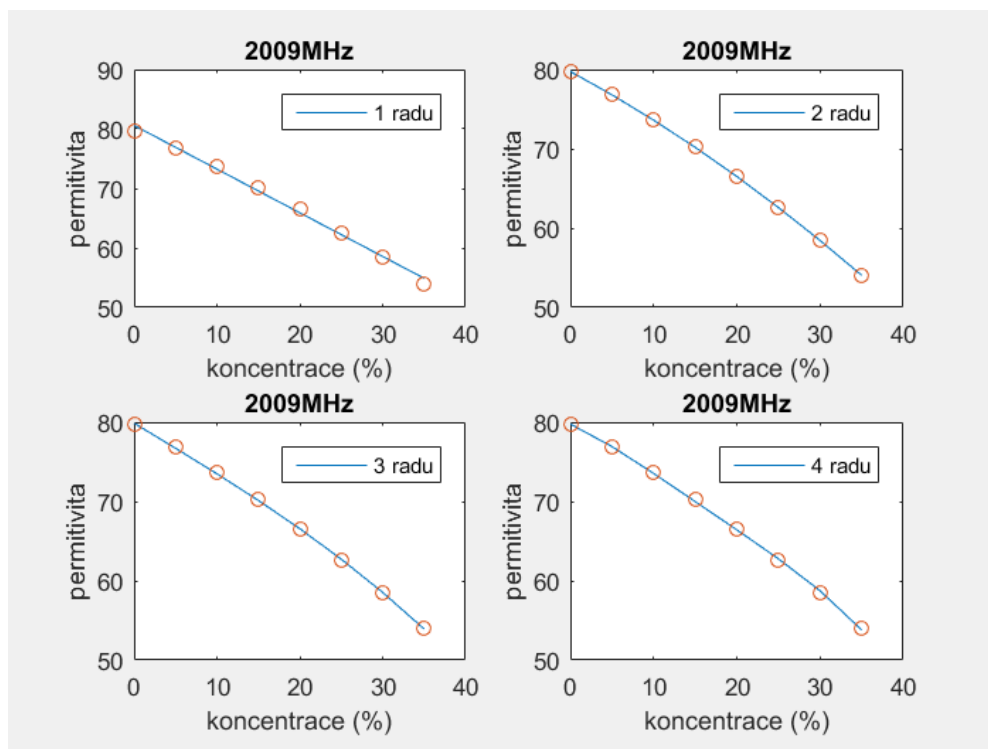 2009MHz
90
80
70
60
50
permitivita
1 radu
0 10 20 30 40
koncentrace (%)
2009MHz
80
70
60
50
permitivita
2 radu
0 10 20 30 40
koncentrace (%)
2009MHz
80
70
60
50
permitivita
3 radu
0 10 20 30 40
koncentrace (%)
2009MHz
80
70
60
50
permitivita
4 radu
0 10 20 30 40
koncentrace (%)